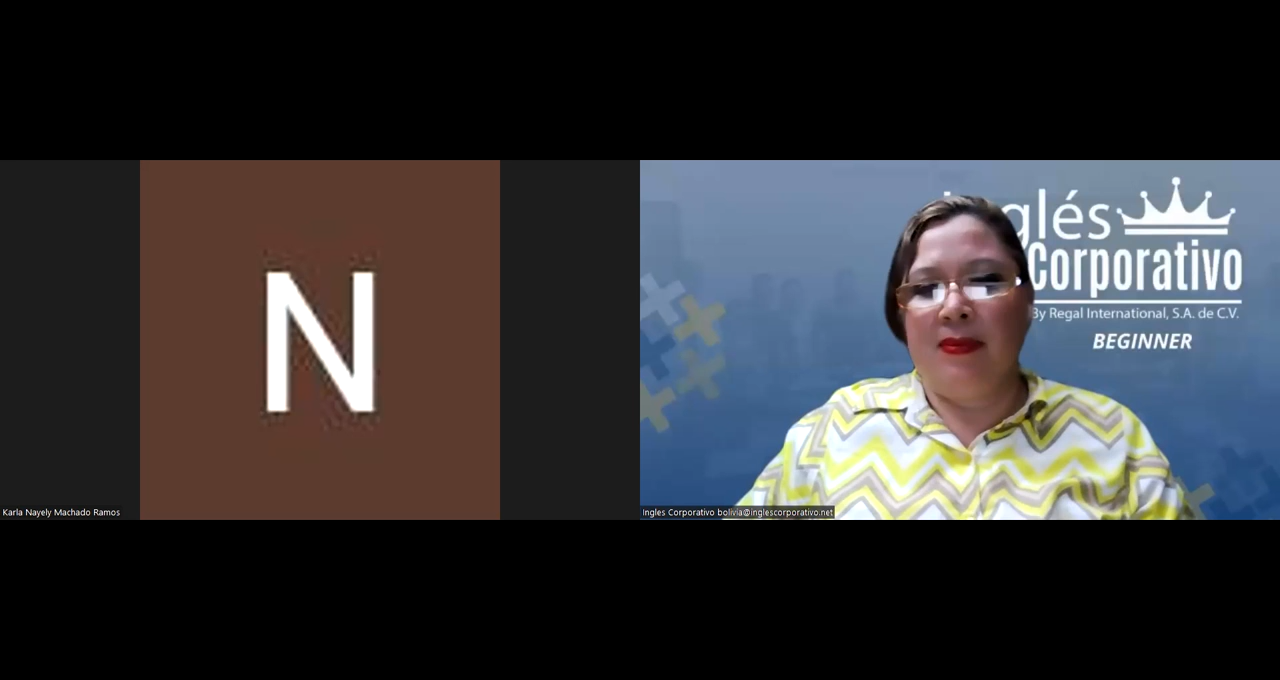 N
Karla Nayely Machado Ramos
Inglés
Corporativo
By Regal International, S.A. de C.V.
BEGINNER
Ingles Corporativo bolivia@inglescorporativo.net